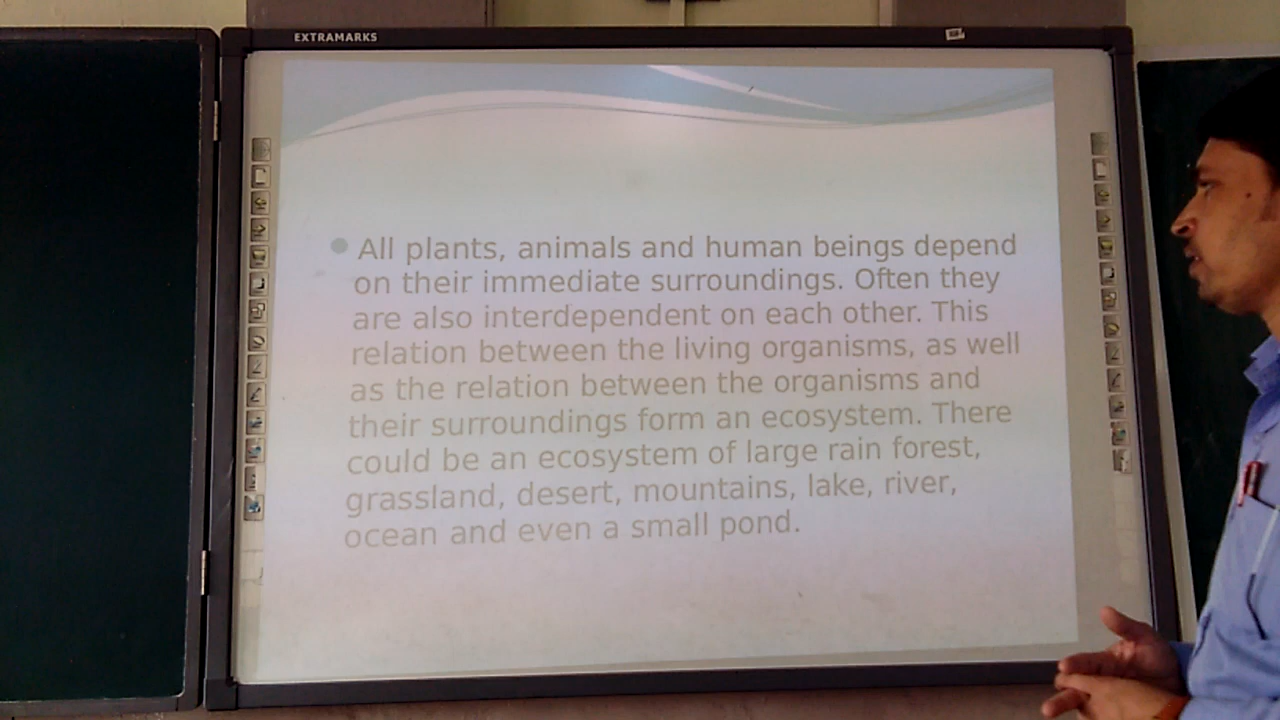 EXTRAMARKS
All plants, animals and human beings depend
on their immediate surroundings. Often they
are also interdependent on each other. This
relation between the living organisms, as well
as the relation between the organisms and
their surroundings form an ecosystem. There
could be an ecosystem of large rain forest,
grassland, desert, mountains, lake, river,
ocean and even a small pond.